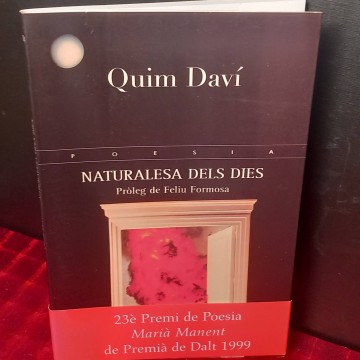 Quim Daví
POESIA
NATURALESA DELS DIES
Pròleg de Feliu Formosa
23è Premi de Poesia
Marià Manent
de Premià de Dalt 1999